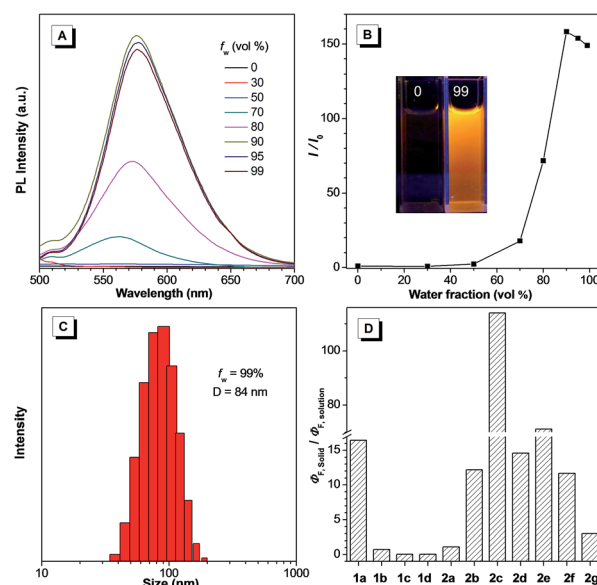 A
f_w (vol %)
0
30
50
70
80
90
95
99
PL Intensity (a.u.)
500 550 600 650 700
Wavelength (nm)
B
I / I_0
150
100
50
0
0 99
0 20 40 60 80 100
Water fraction (vol %)
C
f_w = 99%
D = 84 nm
Intensity
10 100 1000
Size (nm)
D
Φ_F, Solid / Φ_F, solution
100
80
15
10
5
0
1a 1b 1c 1d 2a 2b 2c 2d 2e 2f 2g